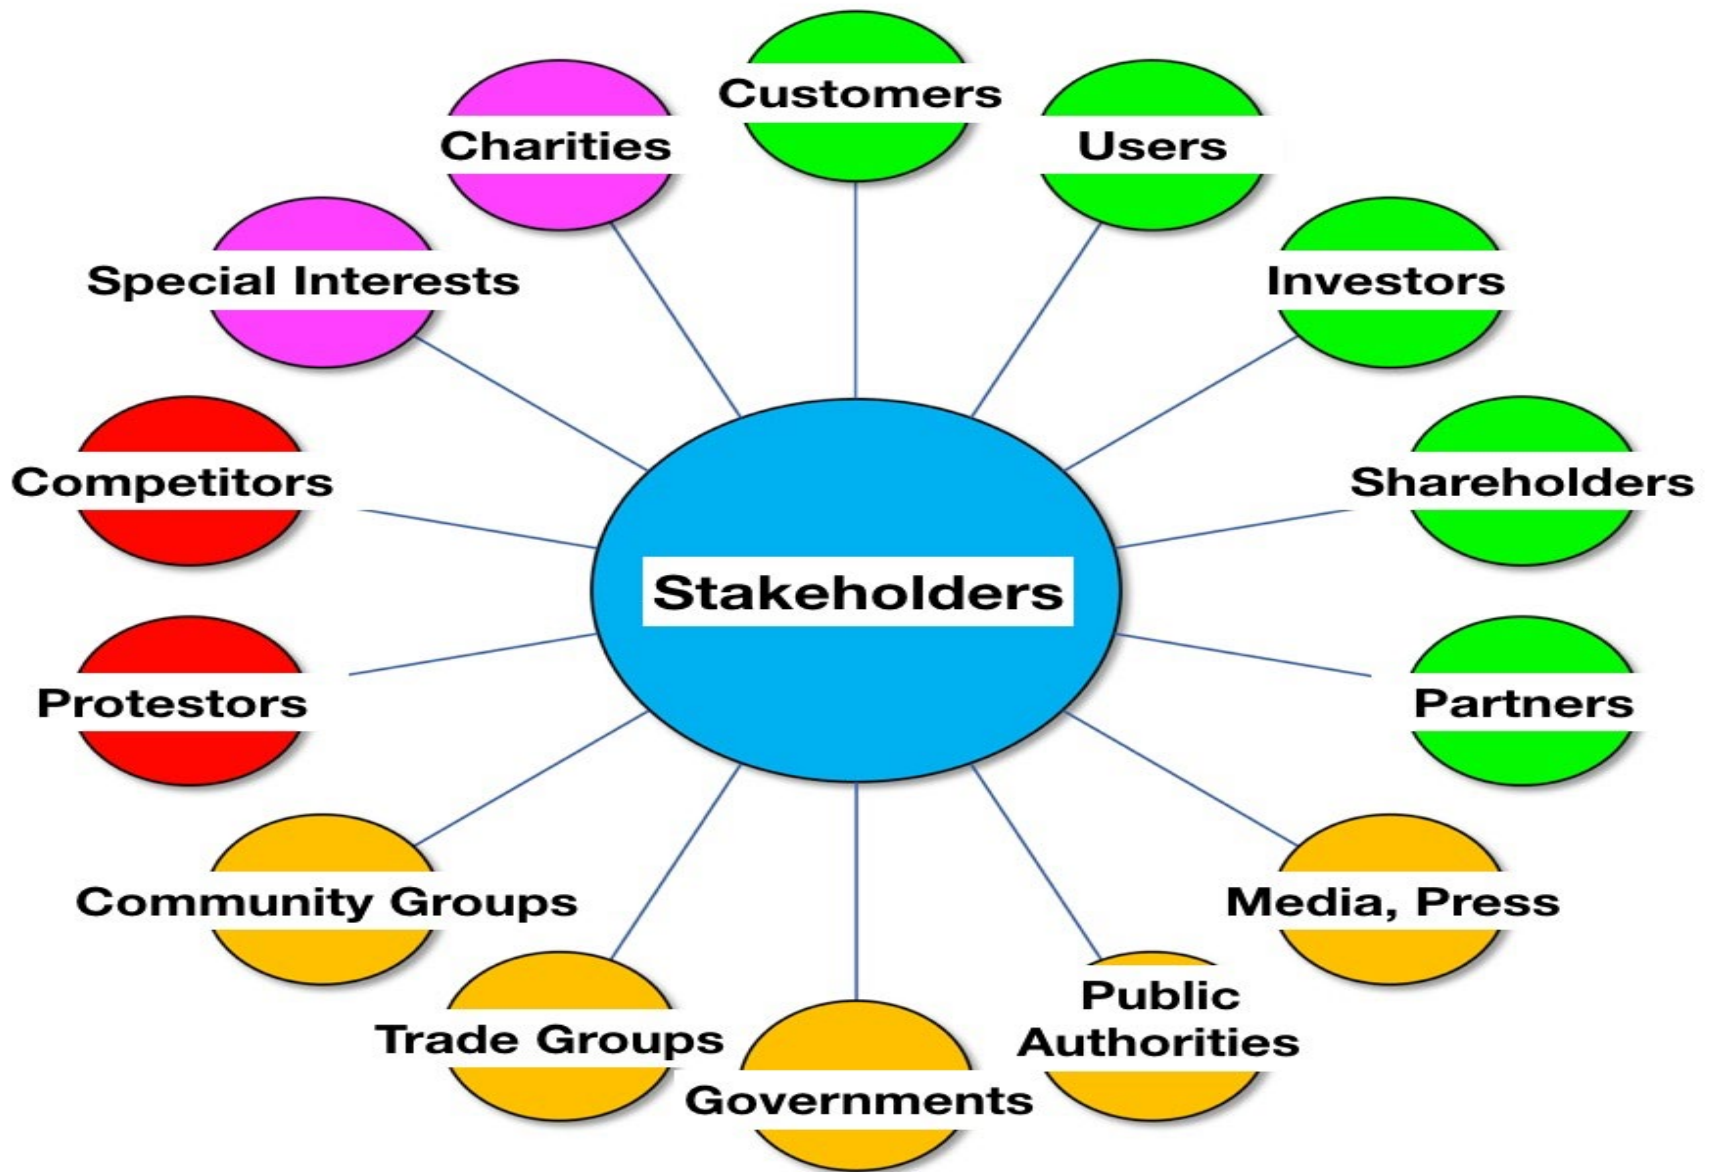 Customers
Charities
Users
Special Interests
Investors
Competitors
Shareholders
Stakeholders
Protestors
Partners
Community Groups
Media, Press
Public
Authorities
Trade Groups
Governments